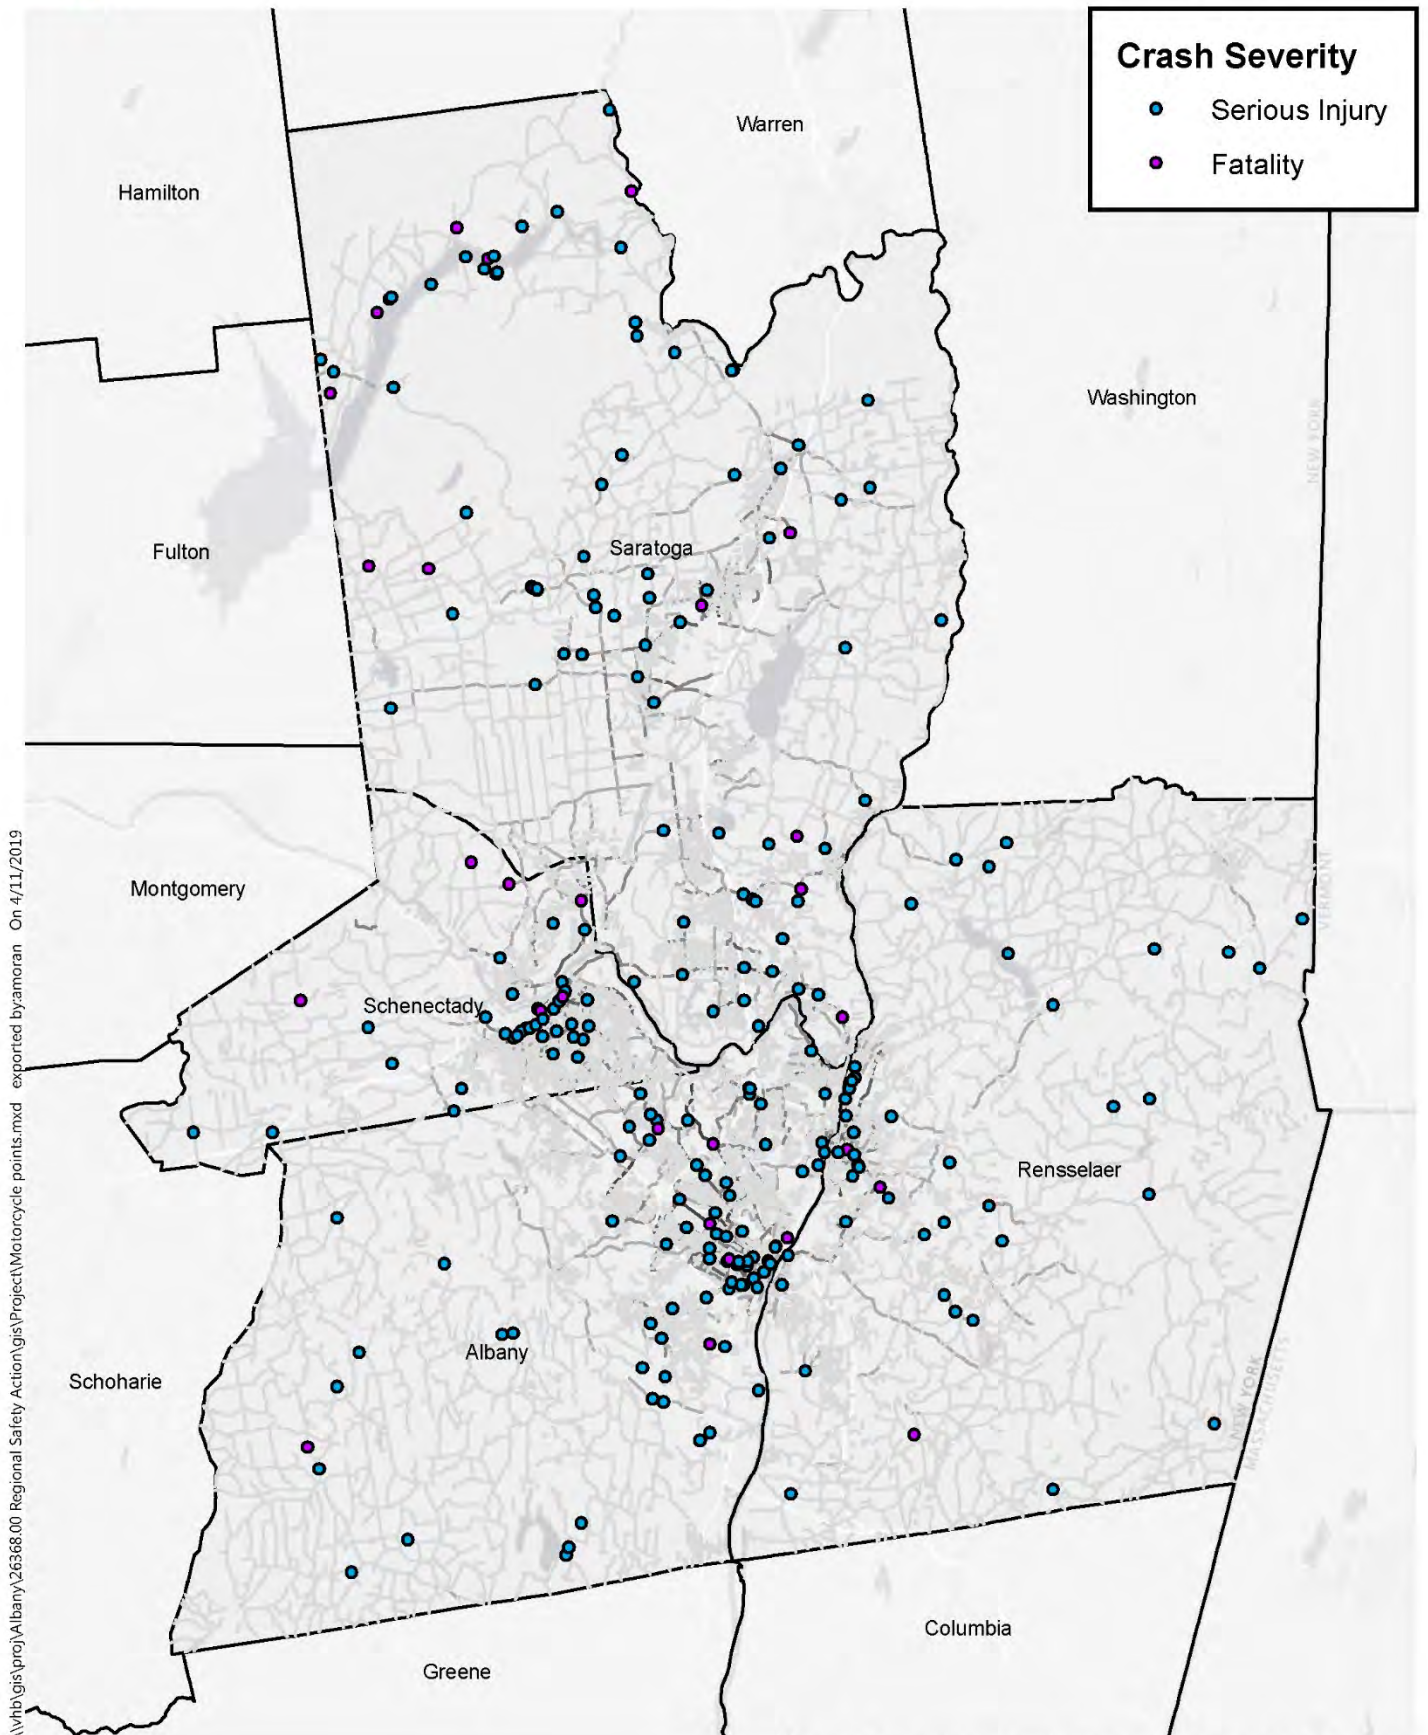 Crash Severity
Serious Injury
Fatality
Warren
Hamilton
Washington
NEW YORK
Fulton
Saratoga
Montgomery
VERMONT
Schenectady
Rensselaer
Albany
Schoharie
NEW YORK
MASSACHUSETTS
Columbia
Greene
\\vhb\gis\proj\Albany\26368.00 Regional Safety Action\gis\Project\Motorcycle points.mxd exported by:amoran On 4/11/2019